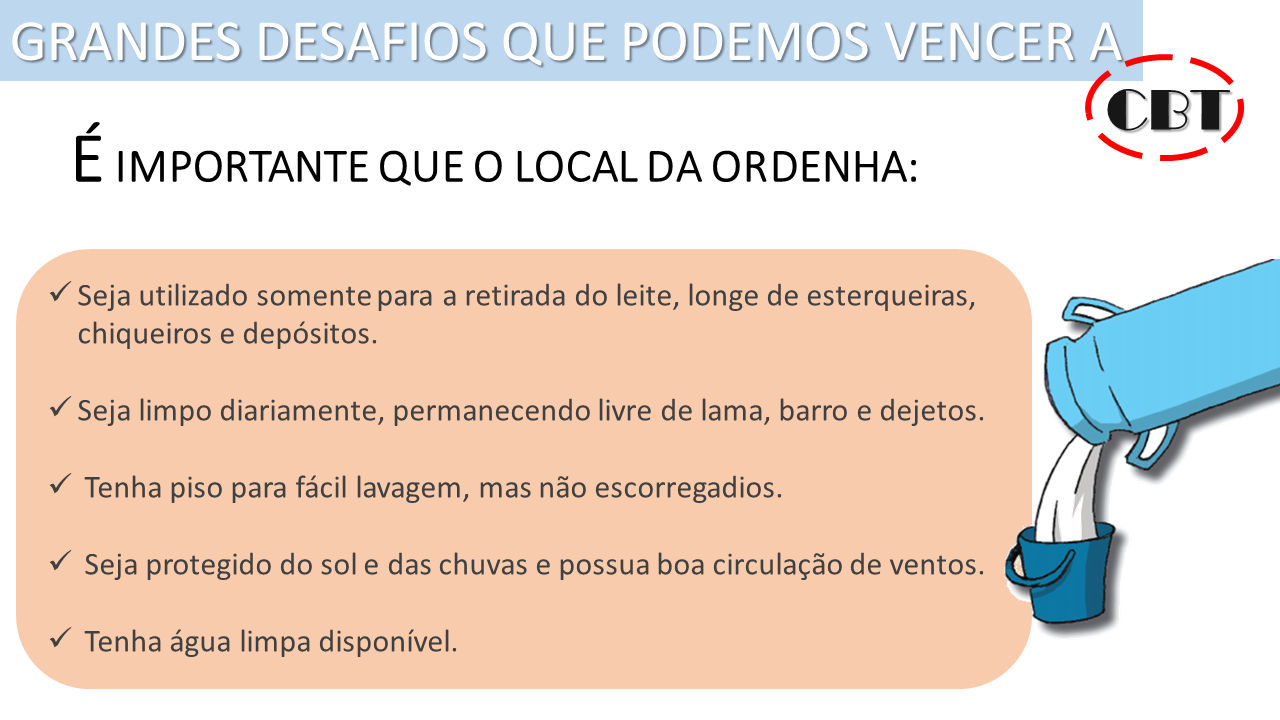 GRANDES DESAFIOS QUE PODEMOS VENCER A
CBT
É IMPORTANTE QUE O LOCAL DA ORDENHA:
✓ Seja utilizado somente para a retirada do leite, longe de esterqueiras,
chiqueiros e depósitos.
✓ Seja limpo diariamente, permanecendo livre de lama, barro e dejetos.
✓ Tenha piso para fácil lavagem, mas não escorregadios.
✓ Seja protegido do sol e das chuvas e possua boa circulação de ventos.
✓ Tenha água limpa disponível.